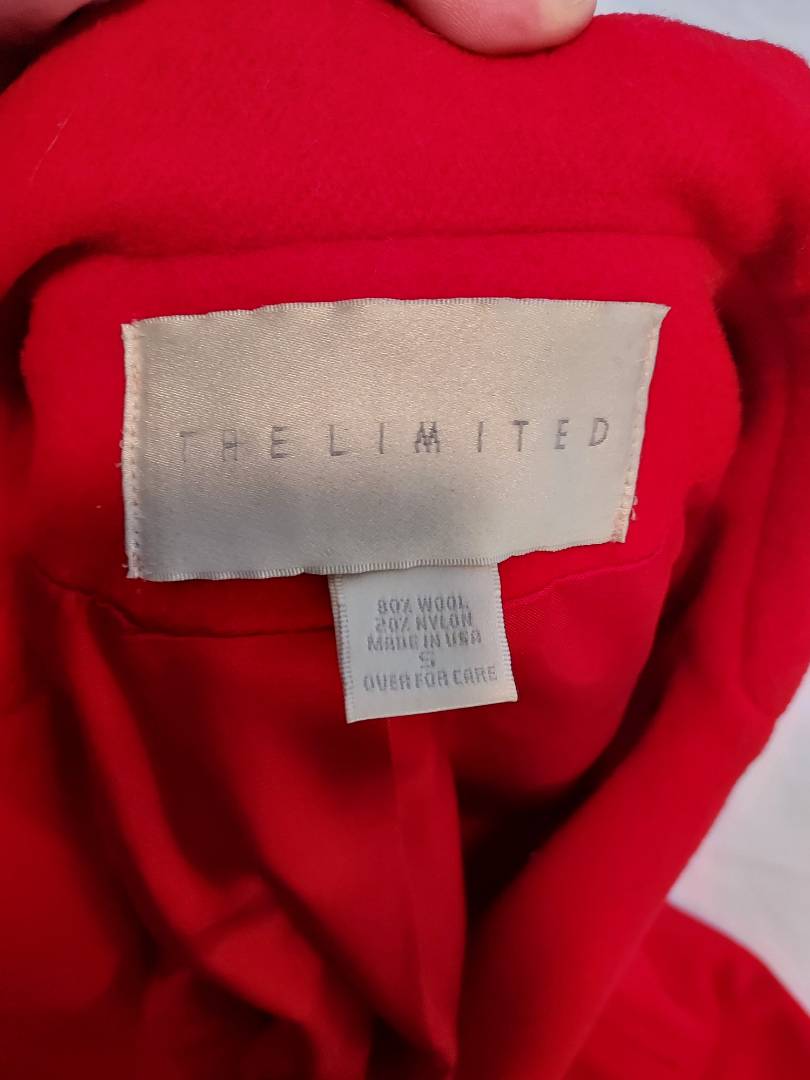 THE LIMITED
80% WOOL
20% NYLON
MADE IN USA
S
OVER FOR CARE